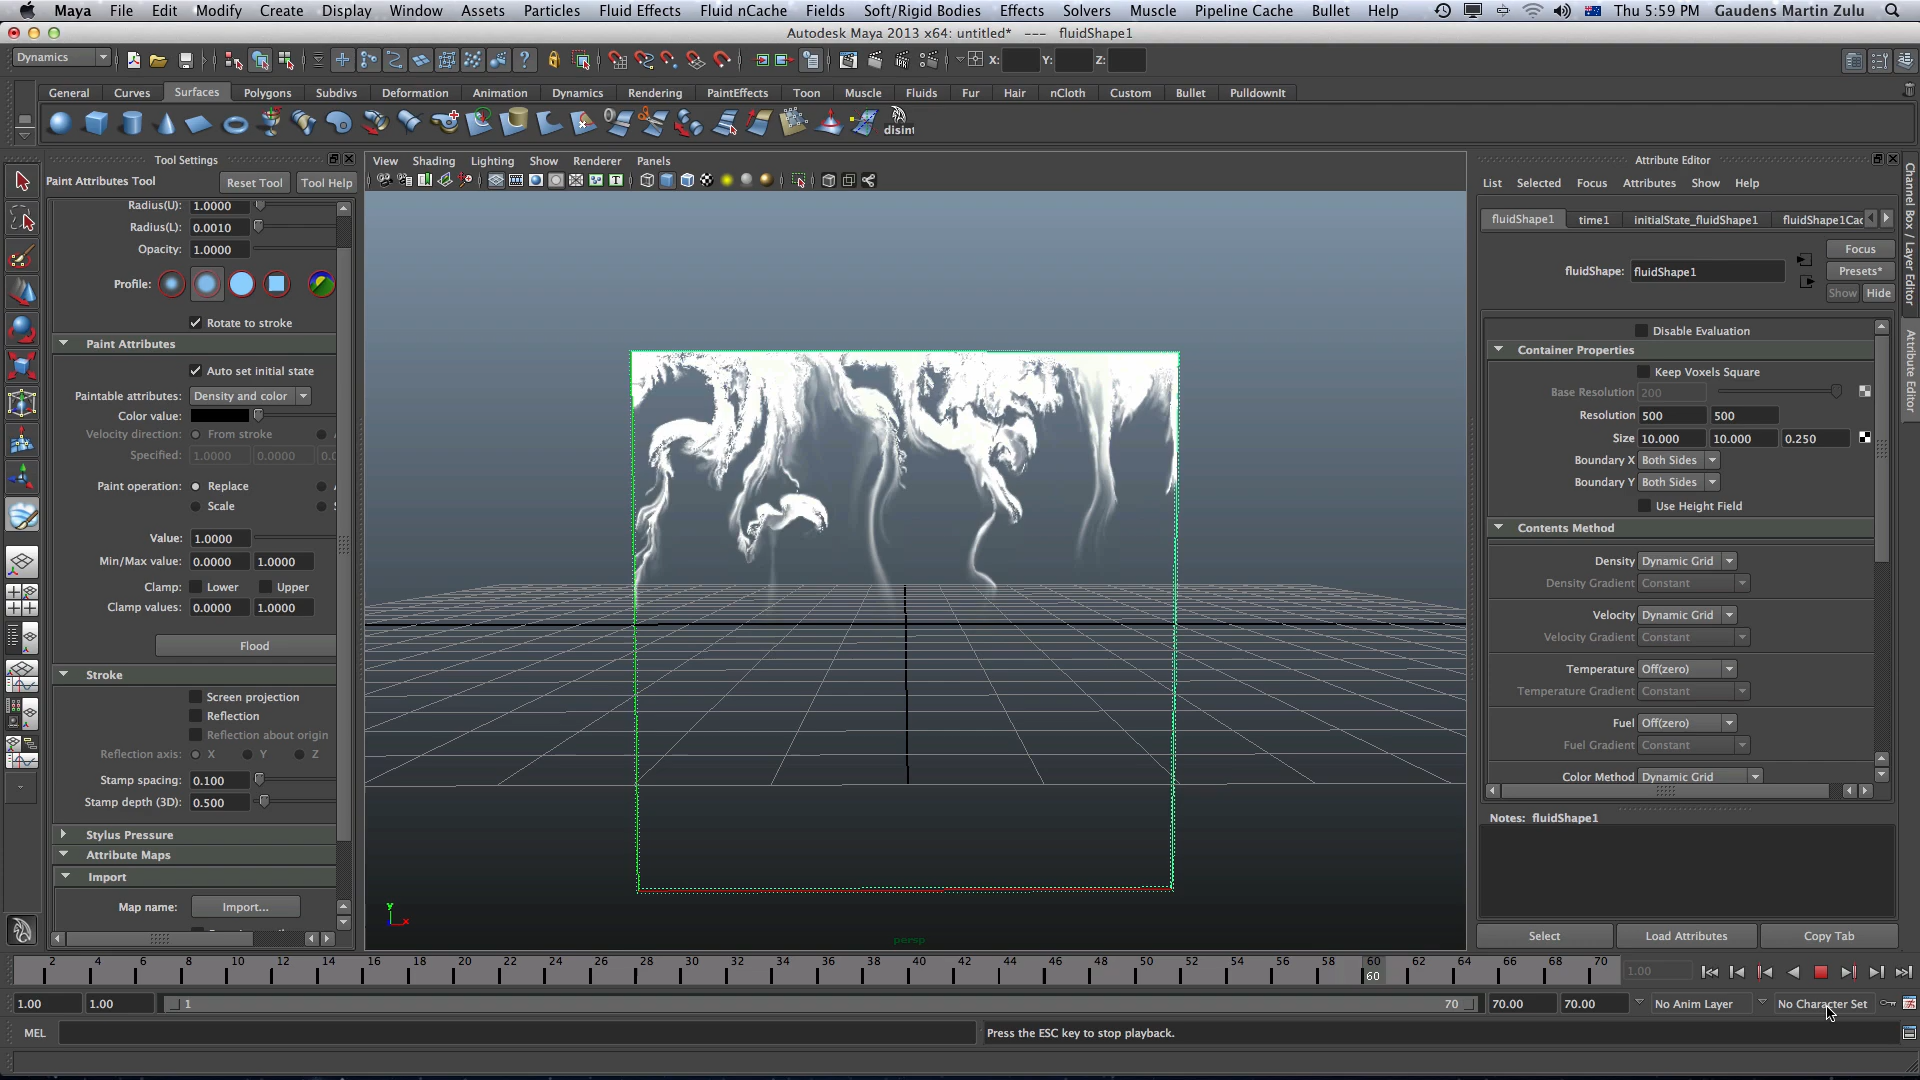 Maya File Edit Modify Create Display Window Assets Particles Fluid Effects Fluid nCache Fields Soft/Rigid Bodies Effects Solvers Muscle Pipeline Cache Bullet Help Thu 5:59 PM Gaudens Martin Zulu
Autodesk Maya 2013 x64: untitled* --- fluidShape1
Dynamics X: Y: Z:
General Curves Surfaces Polygons Subdivs Deformation Animation Dynamics Rendering PaintEffects Toon Muscle Fluids Fur Hair nCloth Custom Bullet PulldownIt
disint
Tool Settings
Paint Attributes Tool Reset Tool Tool Help
Radius(U): 1.0000
Radius(L): 0.0010
Opacity: 1.0000
Profile:
Rotate to stroke
Paint Attributes
Auto set initial state
Paintable attributes: Density and color
Color value:
Velocity direction: From stroke
Specified: 1.0000 0.0000 0.0
Paint operation: Replace
Scale
Value: 1.0000
Min/Max value: 0.0000 1.0000
Clamp: Lower Upper
Clamp values: 0.0000 1.0000
Flood
Stroke
Screen projection
Reflection
Reflection about origin
Reflection axis: X Y Z
Stamp spacing: 0.100
Stamp depth (3D): 0.500
Stylus Pressure
Attribute Maps
Import
Map name: Import...
View Shading Lighting Show Renderer Panels
y
x
persp
Attribute Editor
List Selected Focus Attributes Show Help
fluidShape1 time1 initialState_fluidShape1 fluidShape1Cac
Focus
fluidShape: fluidShape1 Presets*
Show Hide
Disable Evaluation
Container Properties
Keep Voxels Square
Base Resolution 200
Resolution 500 500
Size 10.000 10.000 0.250
Boundary X Both Sides
Boundary Y Both Sides
Use Height Field
Contents Method
Density Dynamic Grid
Density Gradient Constant
Velocity Dynamic Grid
Velocity Gradient Constant
Temperature Off(zero)
Temperature Gradient Constant
Fuel Off(zero)
Fuel Gradient Constant
Color Method Dynamic Grid
Notes: fluidShape1
Select Load Attributes Copy Tab
Channel Box / Layer Editor
Attribute Editor
2 4 6 8 10 12 14 16 18 20 22 24 26 28 30 32 34 36 38 40 42 44 46 48 50 52 54 56 58 60 62 64 66 68 70
60 1.00
1.00 1.00 1 70 70.00 70.00 No Anim Layer No Character Set
MEL Press the ESC key to stop playback.